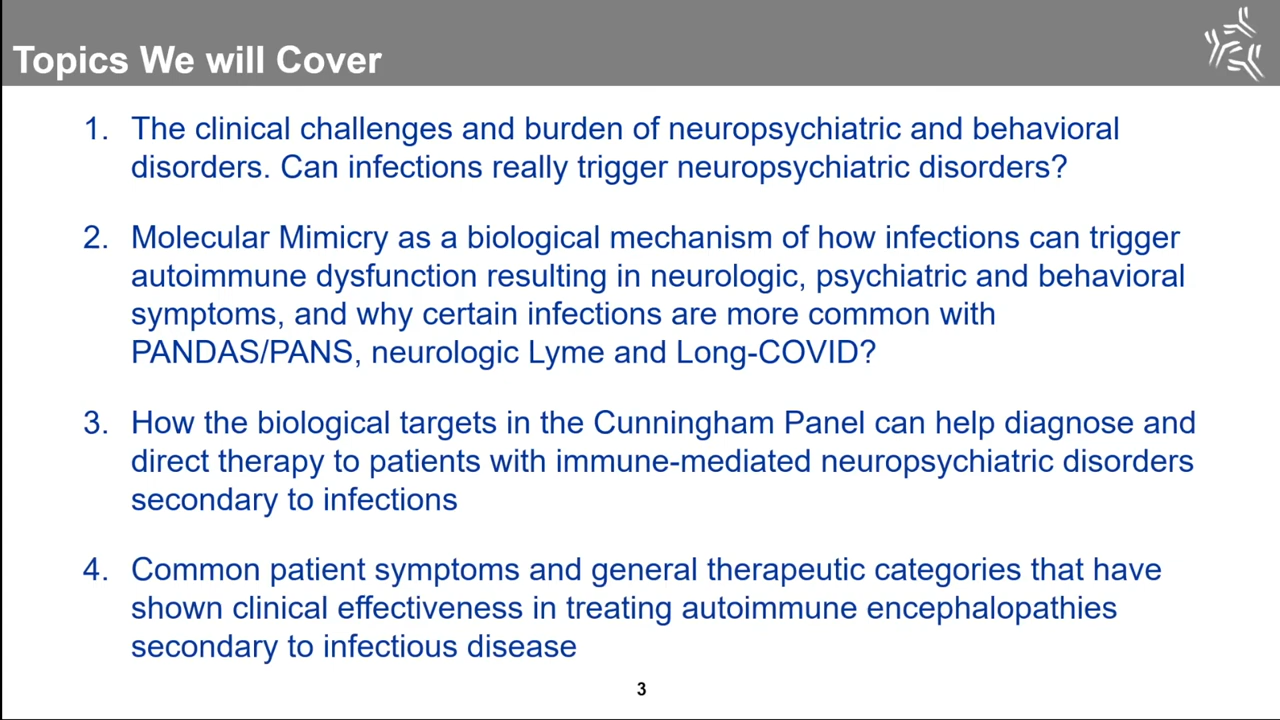 Topics We will Cover
1. The clinical challenges and burden of neuropsychiatric and behavioral
disorders. Can infections really trigger neuropsychiatric disorders?
2. Molecular Mimicry as a biological mechanism of how infections can trigger
autoimmune dysfunction resulting in neurologic, psychiatric and behavioral
symptoms, and why certain infections are more common with
PANDAS/PANS, neurologic Lyme and Long-COVID?
3. How the biological targets in the Cunningham Panel can help diagnose and
direct therapy to patients with immune-mediated neuropsychiatric disorders
secondary to infections
4. Common patient symptoms and general therapeutic categories that have
shown clinical effectiveness in treating autoimmune encephalopathies
secondary to infectious disease
3